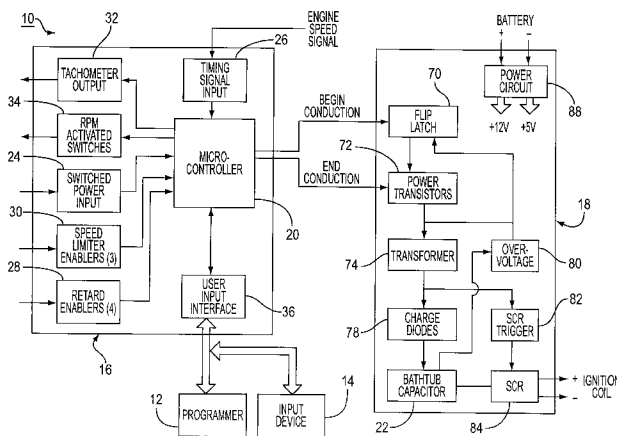 10
32
TACHOMETER
OUTPUT
34
RPM
ACTIVATED
SWITCHES
24
SWITCHED
POWER
INPUT
30
SPEED
LIMITER
ENABLERS (3)
28
RETARD
ENABLERS (4)
16
ENGINE
SPEED
SIGNAL
26
TIMING
SIGNAL
INPUT
MICRO-
CONTROLLER
20
USER
INPUT
INTERFACE
36
12
PROGRAMMER
INPUT
DEVICE
14
BEGIN
CONDUCTION
END
CONDUCTION
BATTERY
+ −
POWER
CIRCUIT
88
+12V +5V
70
FLIP
LATCH
72
POWER
TRANSISTORS
18
74
TRANSFORMER
OVER-
VOLTAGE
80
78
CHARGE
DIODES
82
SCR
TRIGGER
BATHTUB
CAPACITOR
22
SCR
84
+ IGNITION
− COIL